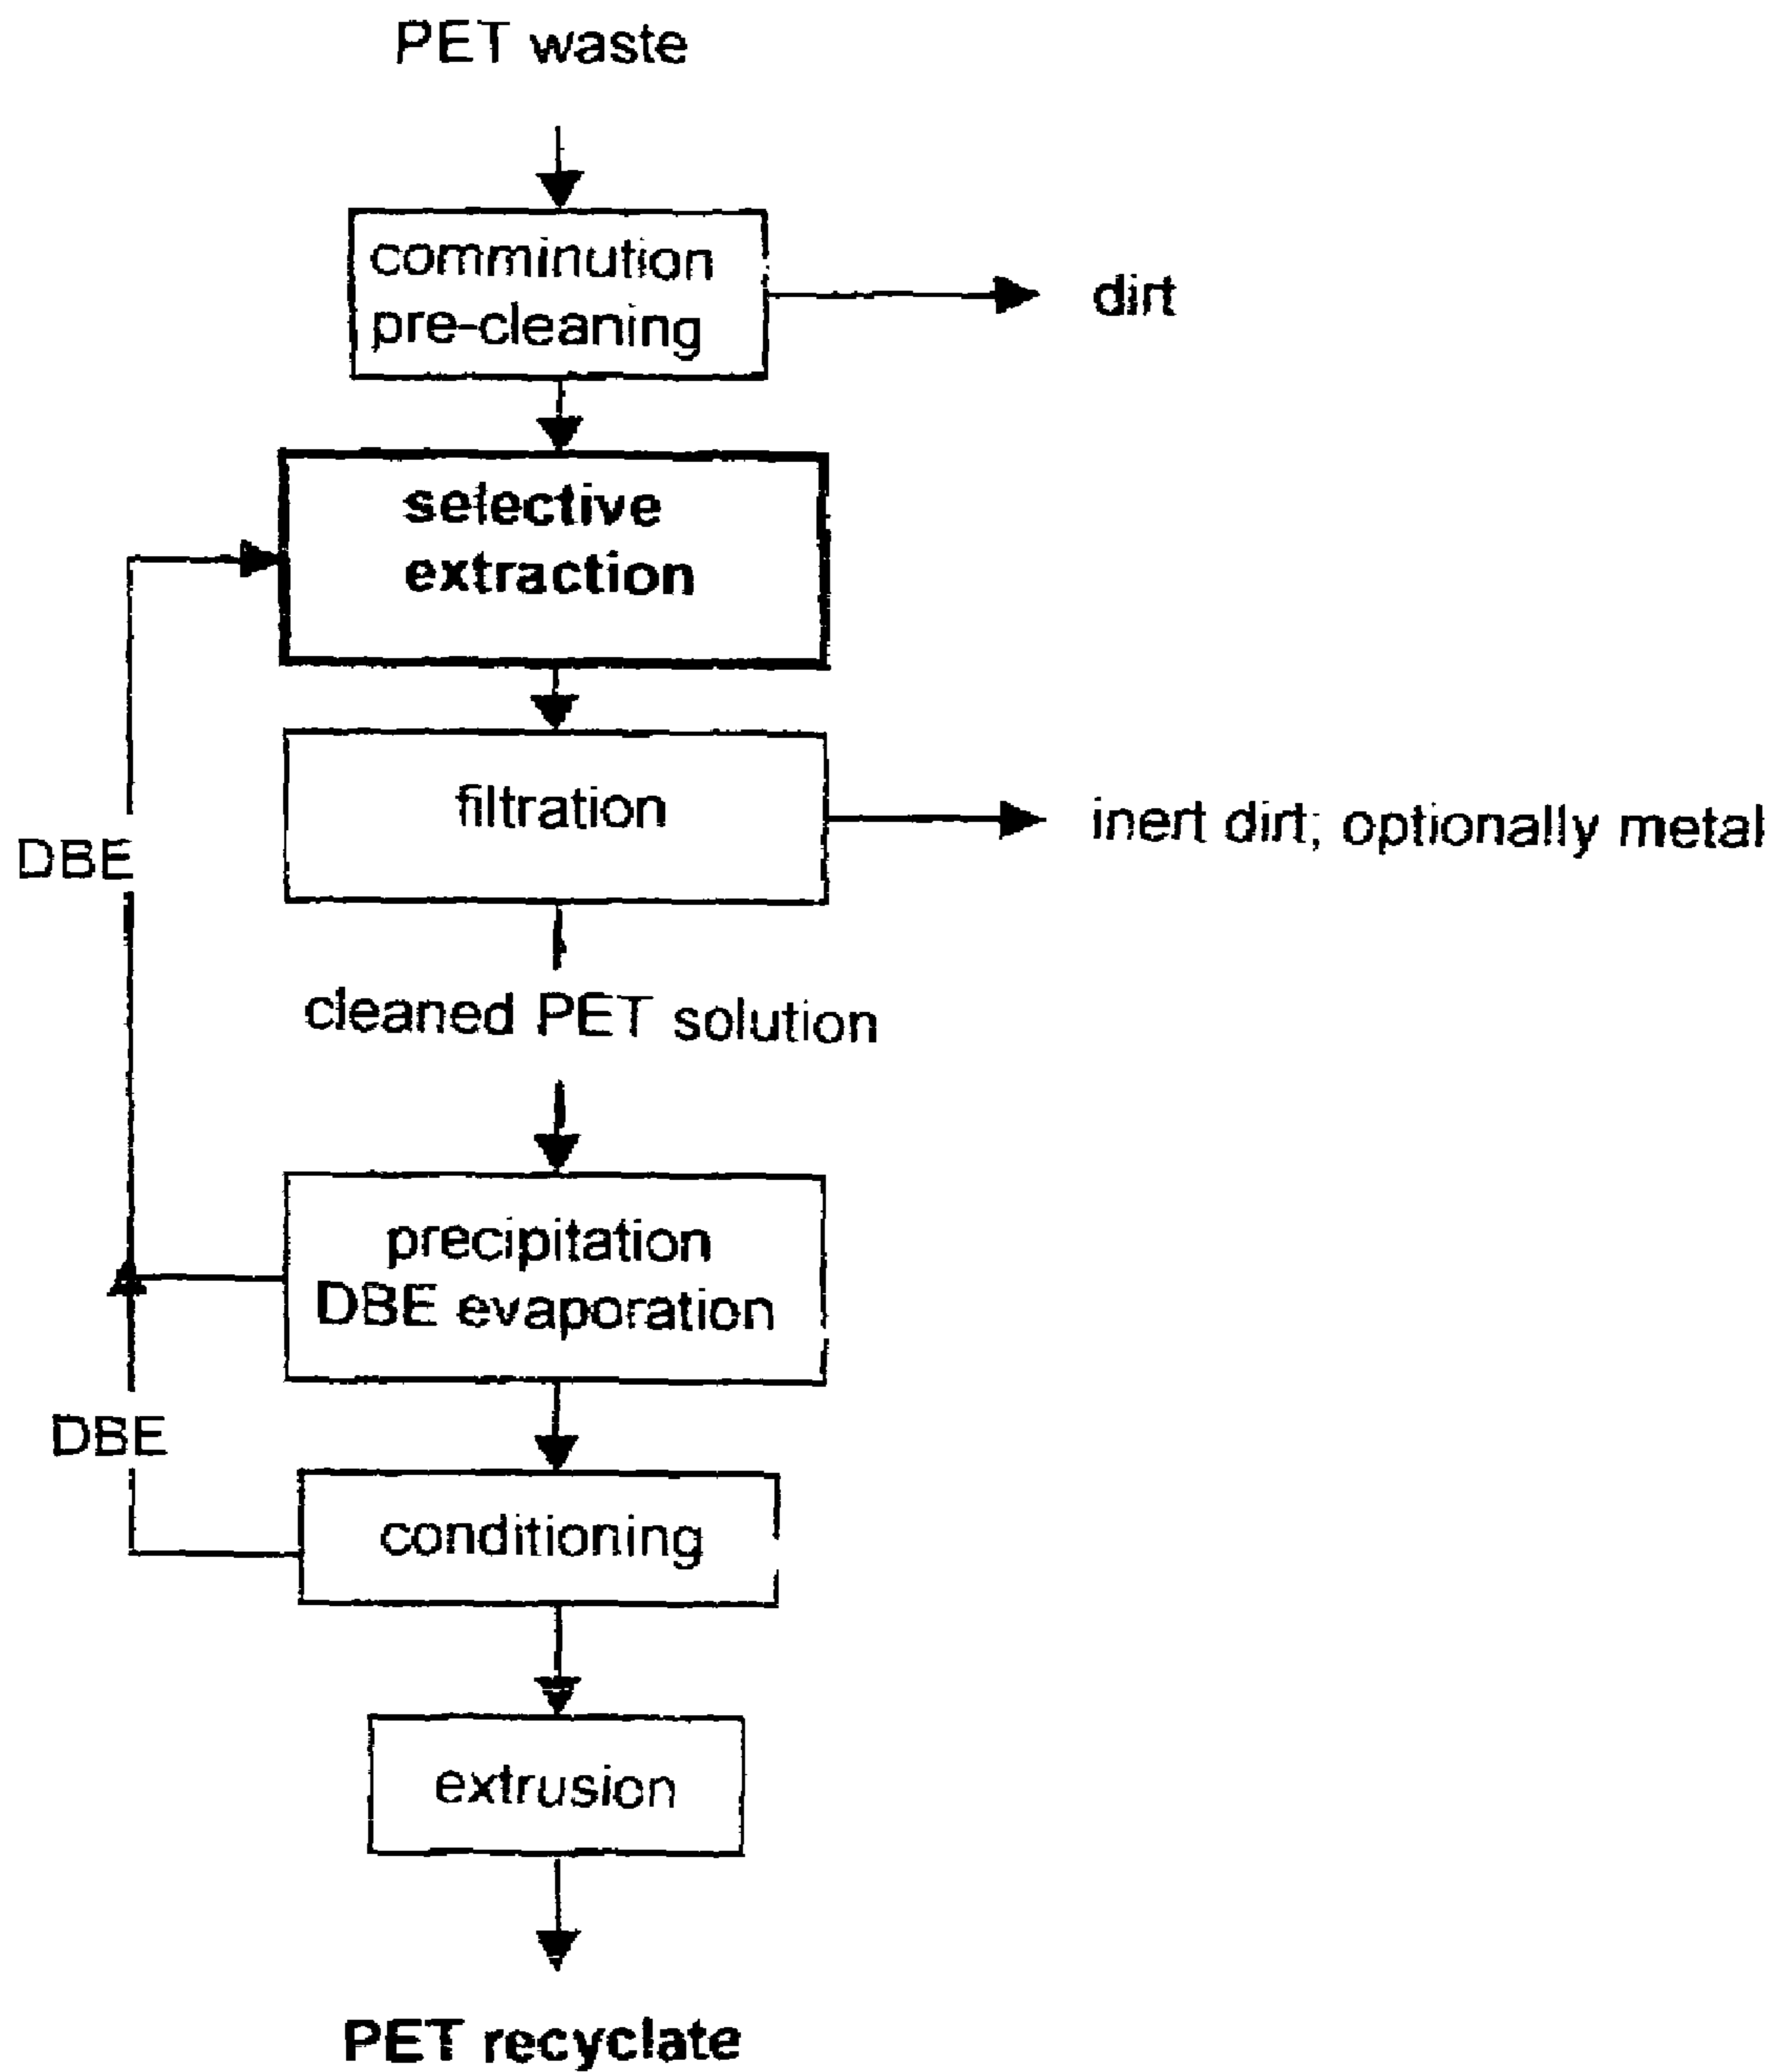 PET waste
comminution
pre-cleaning
dirt
selective
extraction
filtration
inert dirt; optionally metal
DBE
cleaned PET solution
precipitation
DBE evaporation
DBE
conditioning
extrusion
PET recyclate